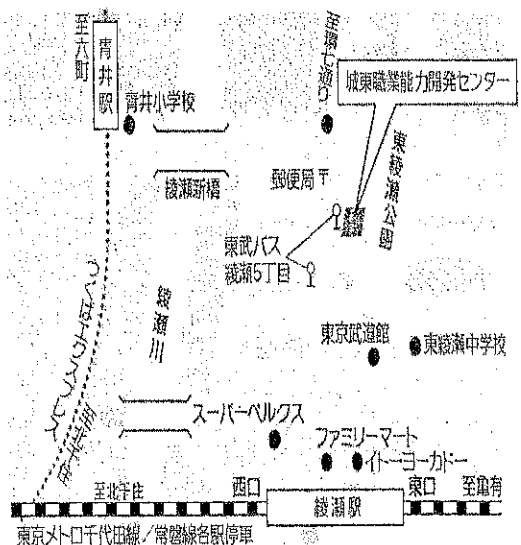 至六町
青井駅
青井小学校
至環七通り
城東職業能力開発センター
綾瀬新橋
郵便局〒
東綾瀬公園
東武バス
綾瀬5丁目
綾瀬川
つくばエクスプレス
至北千住
東京武道館
東綾瀬中学校
スーパーベルクス
ファミリーマート
イトーヨーカドー
至北千住
西口
綾瀬駅
東口
至亀有
東京メトロ千代田線／常磐線各駅停車